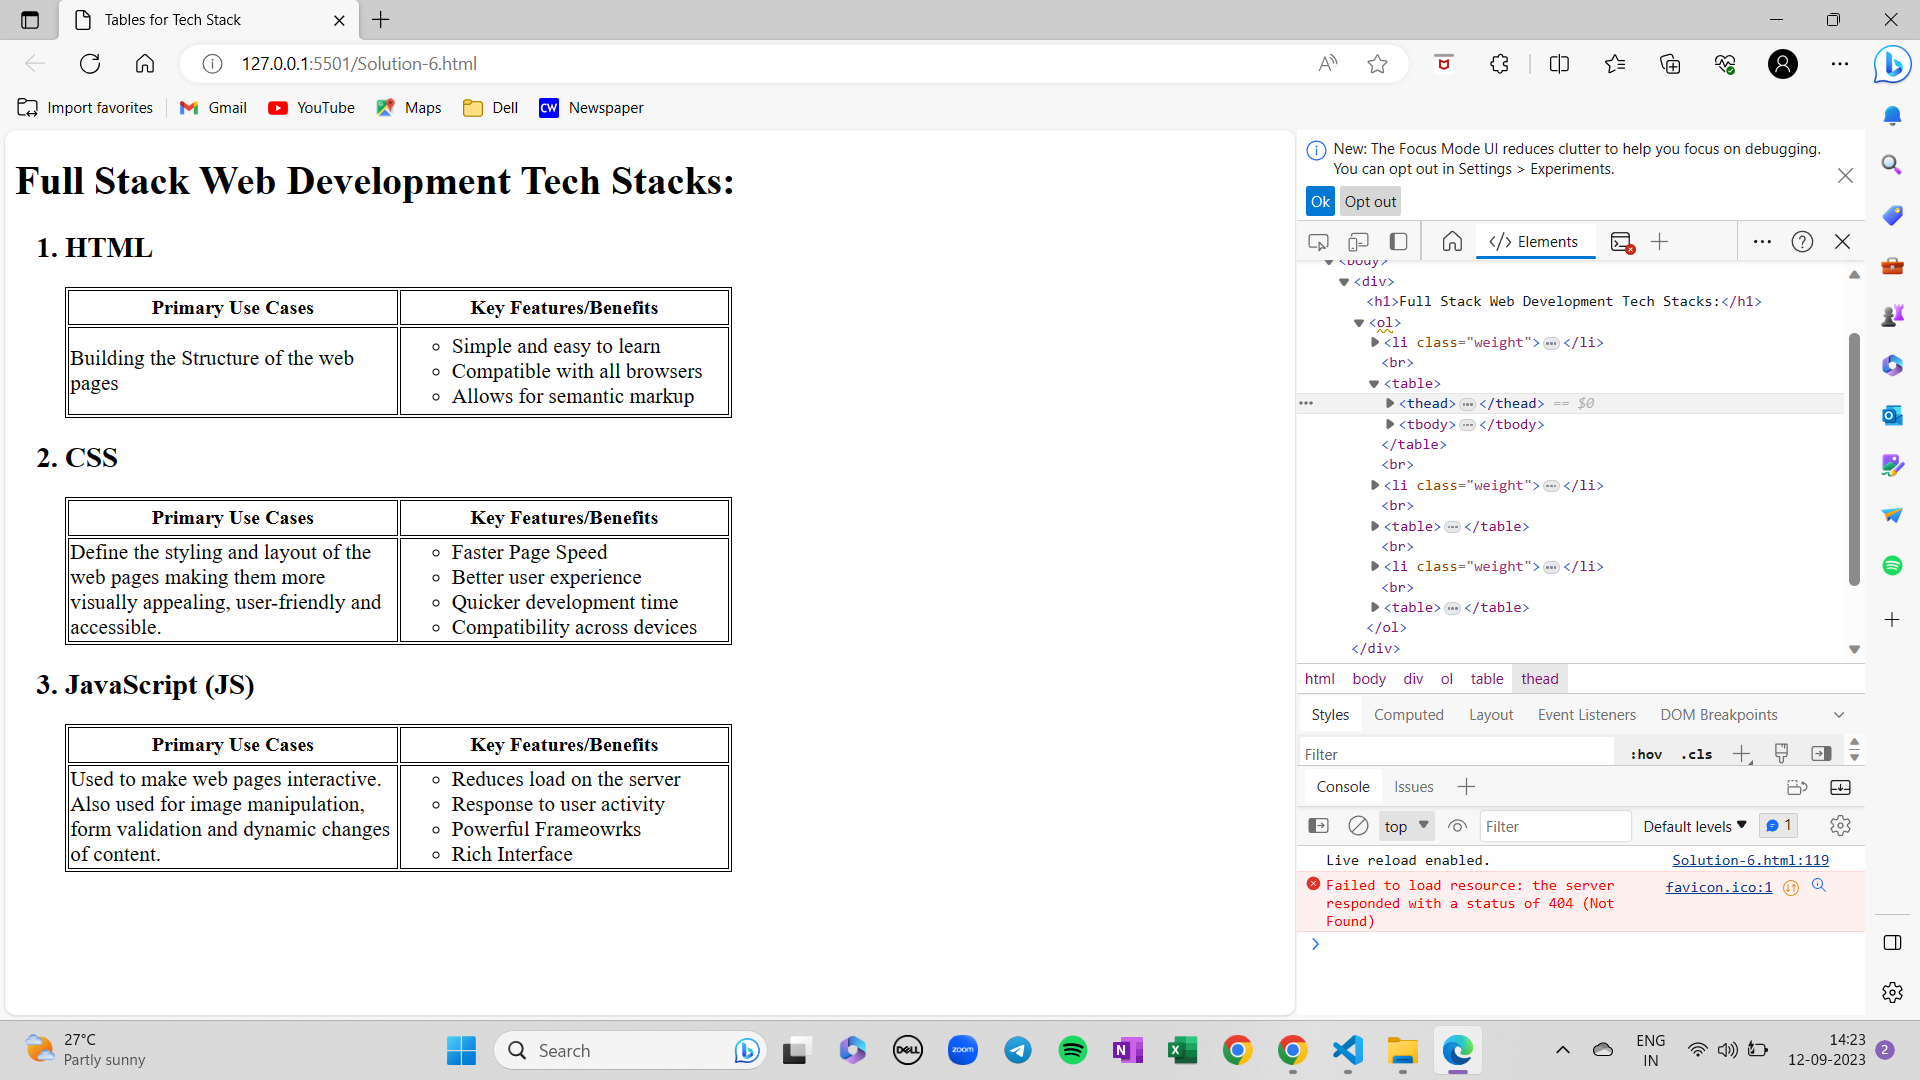 Tables for Tech Stack
127.0.0.1:5501/Solution-6.html
Import favorites
Gmail
YouTube
Maps
Dell
CW
Newspaper
Full Stack Web Development Tech Stacks:
1. HTML
Primary Use Cases
Key Features/Benefits
Building the Structure of the web
pages
Simple and easy to learn
Compatible with all browsers
Allows for semantic markup
2. CSS
Primary Use Cases
Key Features/Benefits
Define the styling and layout of the
web pages making them more
visually appealing, user-friendly and
accessible.
Faster Page Speed
Better user experience
Quicker development time
Compatibility across devices
3. JavaScript (JS)
Primary Use Cases
Key Features/Benefits
Used to make web pages interactive.
Also used for image manipulation,
form validation and dynamic changes
of content.
Reduces load on the server
Response to user activity
Powerful Frameowrks
Rich Interface
New: The Focus Mode UI reduces clutter to help you focus on debugging.
You can opt out in Settings > Experiments.
Ok
Opt out
Elements
<body>
<div>
<h1>Full Stack Web Development Tech Stacks:</h1>
<ol>
<li class="weight"> ⋯ </li>
<br>
<table>
<thead> ⋯ </thead> == $0
<tbody> ⋯ </tbody>
</table>
<br>
<li class="weight"> ⋯ </li>
<br>
<table> ⋯ </table>
<br>
<li class="weight"> ⋯ </li>
<br>
<table> ⋯ </table>
</ol>
</div>
html body div ol table thead
Styles Computed Layout Event Listeners DOM Breakpoints
Filter
:hov .cls
Console Issues
top
Filter
Default levels
1
Live reload enabled.
Solution-6.html:119
Failed to load resource: the server
responded with a status of 404 (Not
Found)
favicon.ico:1
27°C
Partly sunny
Search
DELL
zoom
ENG
IN
14:23
12-09-2023
2